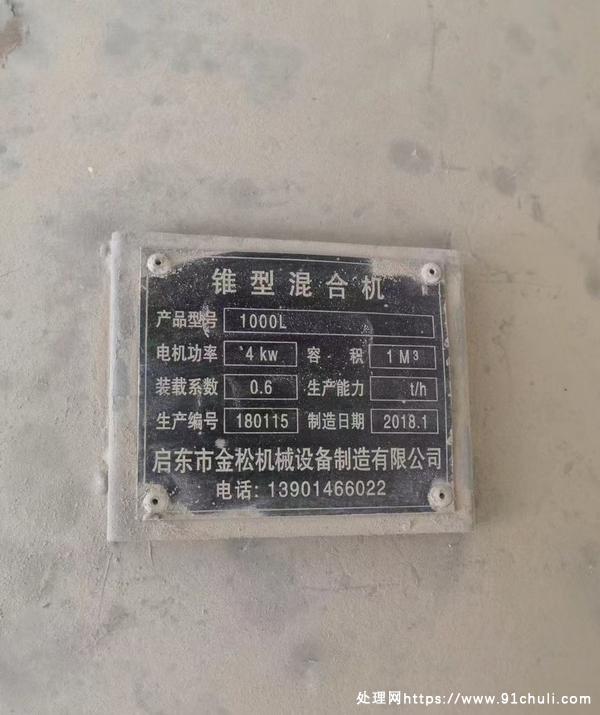 锥型混合机
产品型号 1000L
电机功率 4 kw 容 积 1 M³
装载系数 0.6 生产能力 t/h
生产编号 180115 制造日期 2018.1
启东市金松机械设备制造有限公司
电话: 13901466022
处理网https://www.91chuli.com